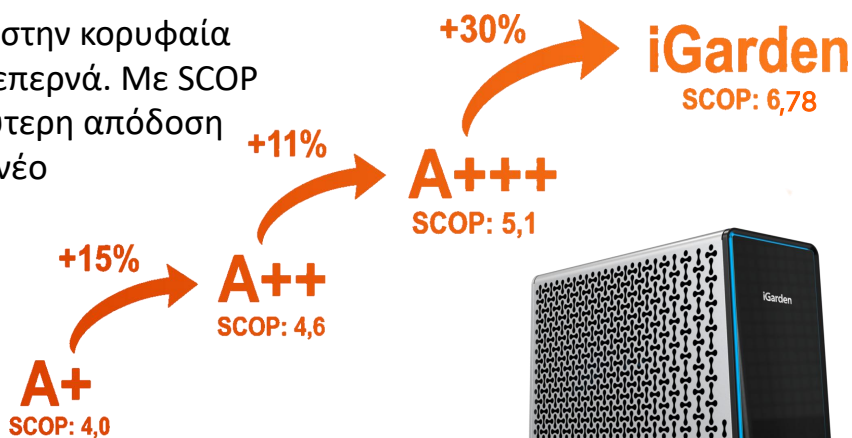 στην κορυφαία
επερνά. Με SCOP
ύτερη απόδοση
νέο
+30%
iGarden
SCOP: 6,78
+11%
A+++
SCOP: 5,1
+15%
A++
SCOP: 4,6
A+
SCOP: 4,0
iGarden